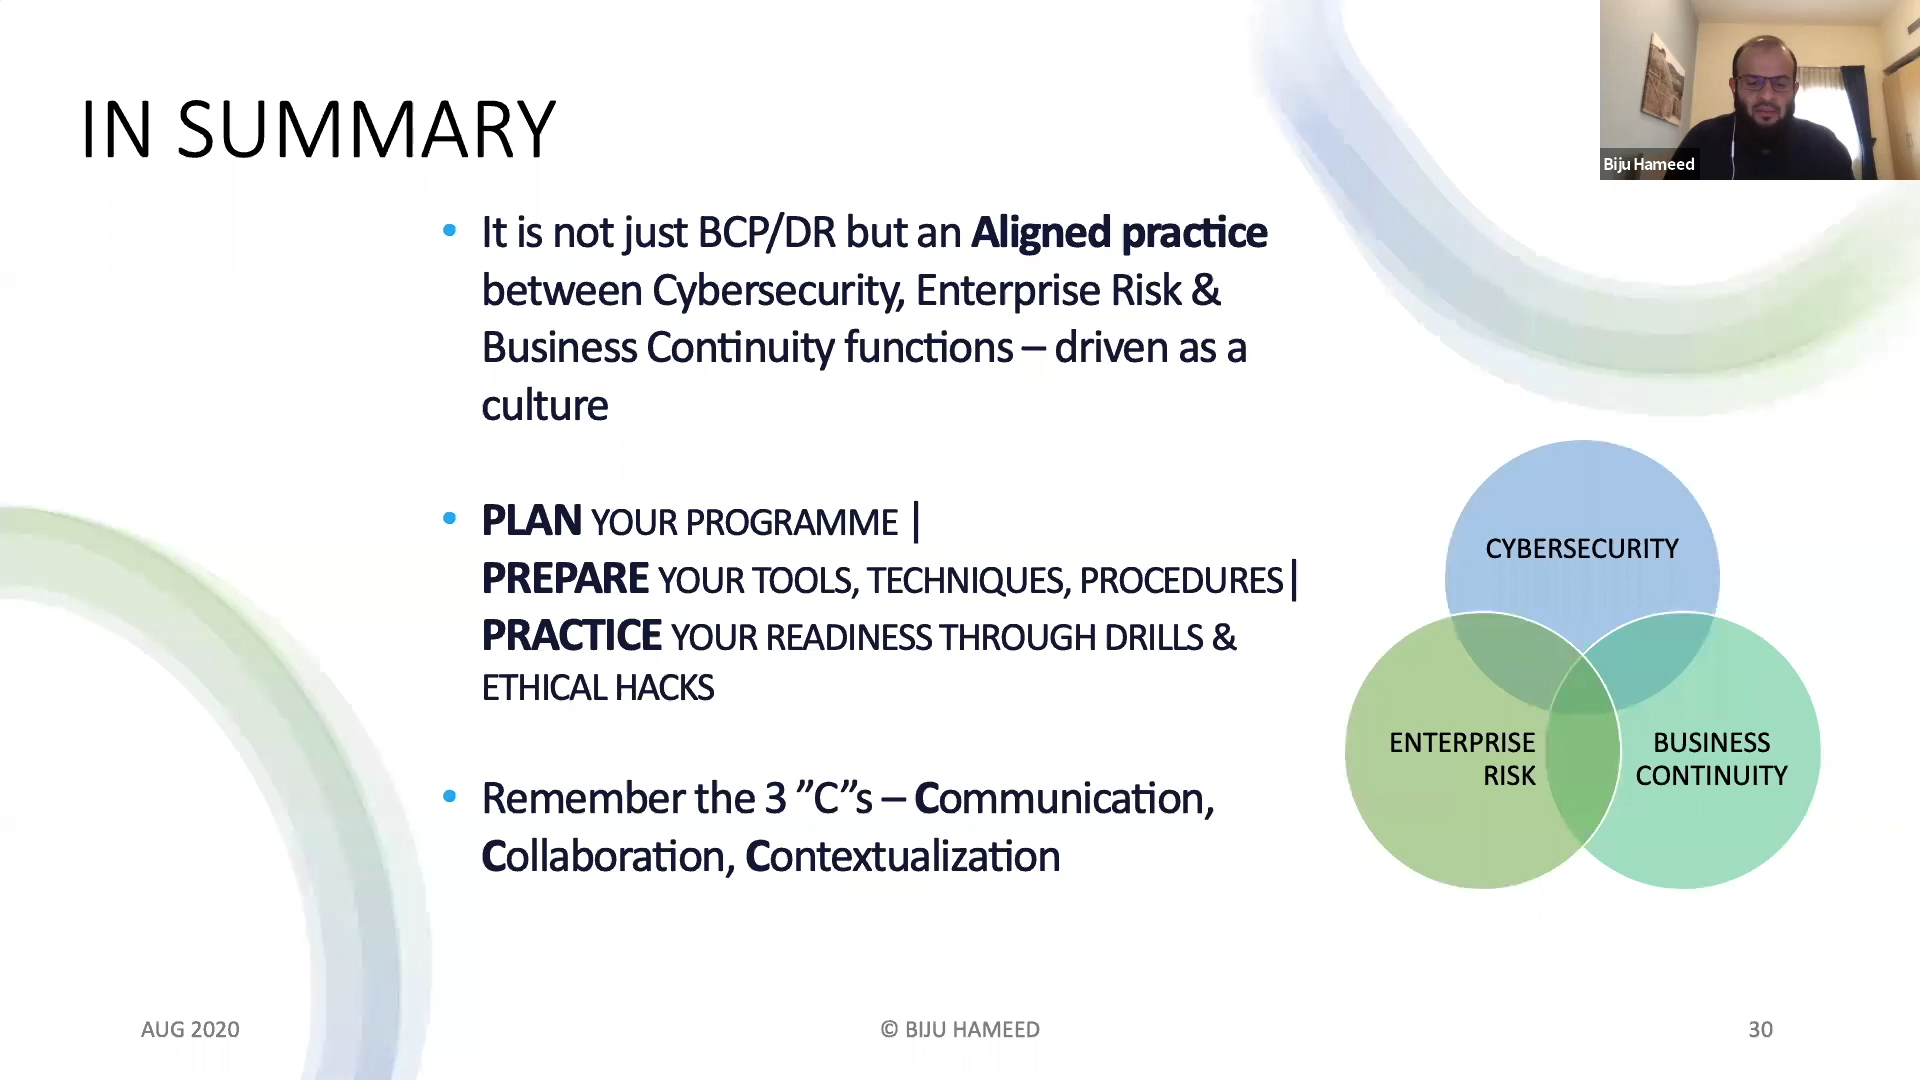 IN SUMMARY
Biju Hameed
• It is not just BCP/DR but an Aligned practice
between Cybersecurity, Enterprise Risk &
Business Continuity functions – driven as a
culture
• PLAN YOUR PROGRAMME |
PREPARE YOUR TOOLS, TECHNIQUES, PROCEDURES|
PRACTICE YOUR READINESS THROUGH DRILLS &
ETHICAL HACKS
• Remember the 3 ”C”s – Communication,
Collaboration, Contextualization
CYBERSECURITY
ENTERPRISE
RISK
BUSINESS
CONTINUITY
AUG 2020
© BIJU HAMEED
30